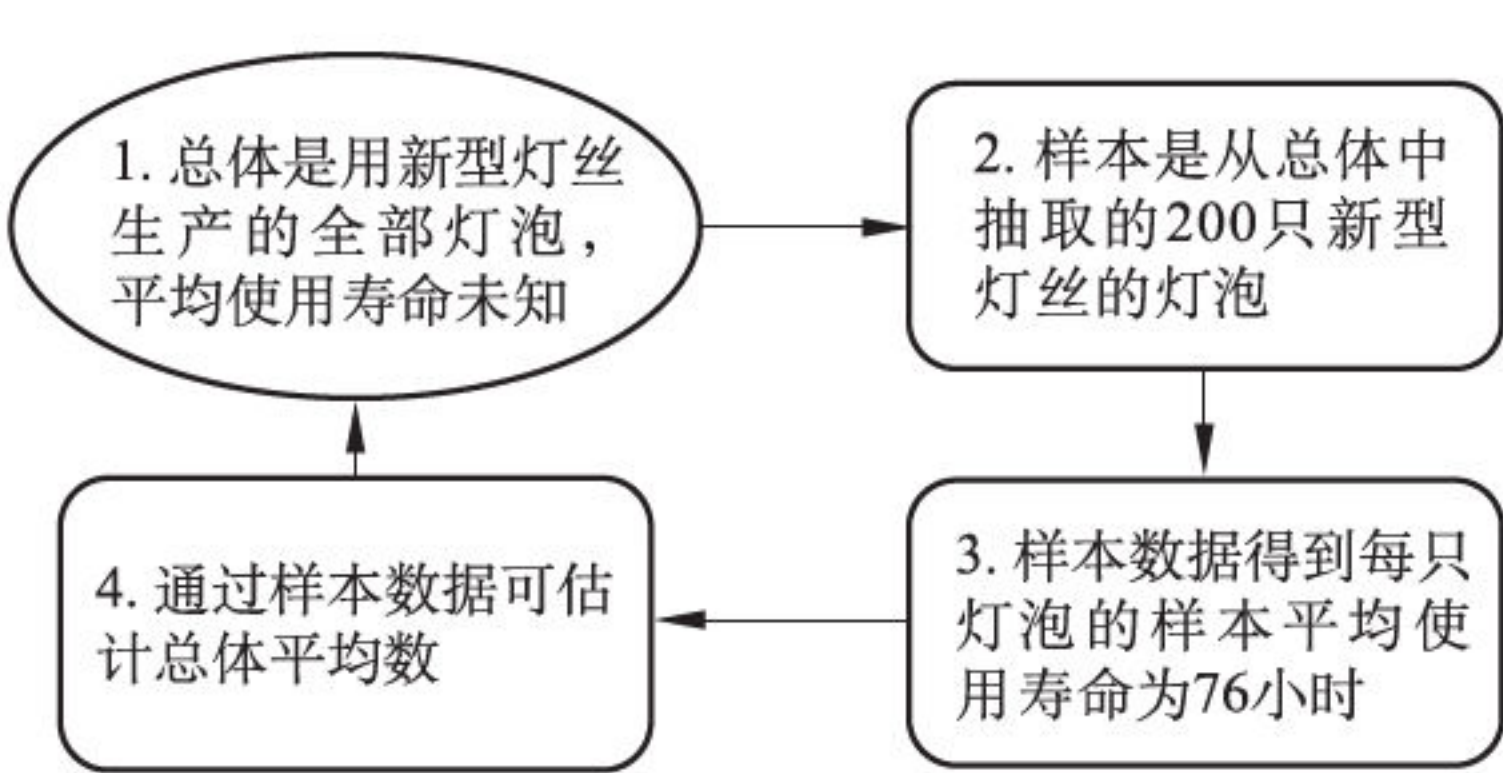 1. 总体是用新型灯丝
生产的全部灯泡，
平均使用寿命未知
2. 样本是从总体中
抽取的200只新型
灯丝的灯泡
3. 样本数据得到每只
灯泡的样本平均使
用寿命为76小时
4. 通过样本数据可估
计总体平均数